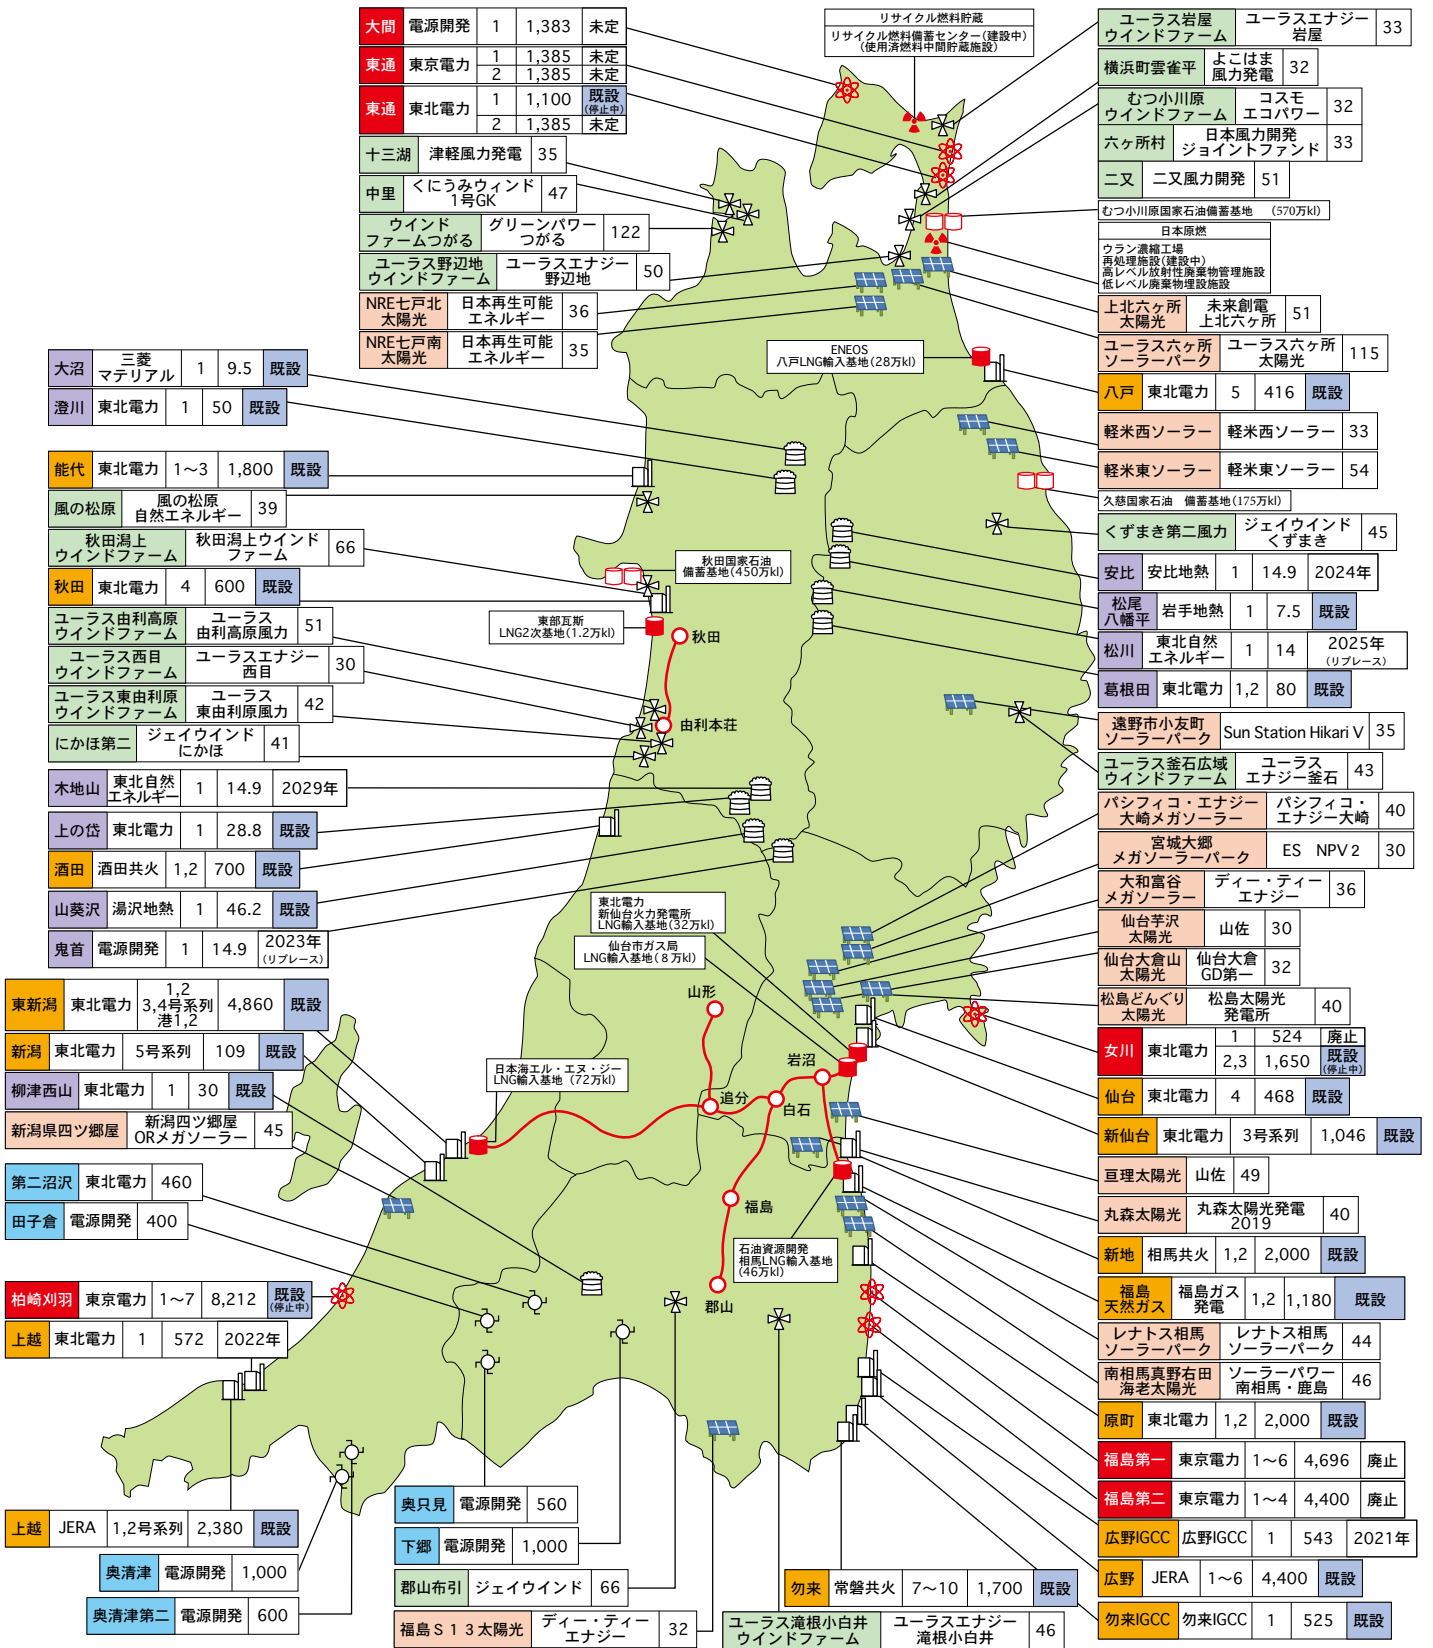 大間 電源開発 1 1,383 未定
東通 東京電力 1 1,385 未定
2 1,385 未定
東通 東北電力 1 1,100 既設
(停止中)
2 1,385 未定
十三湖 津軽風力発電 35
中里 くにうみウィンド
1号GK 47
ウインド
ファームつがる グリーンパワー
つがる 122
ユーラス野辺地
ウインドファーム ユーラスエナジー
野辺地 50
NRE七戸北
太陽光 日本再生可能
エネルギー 36
NRE七戸南
太陽光 日本再生可能
エネルギー 35
リサイクル燃料貯蔵
リサイクル燃料備蓄センター(建設中)
(使用済燃料中間貯蔵施設)
ユーラス岩屋
ウインドファーム ユーラスエナジー
岩屋 33
横浜町雲雀平 よこはま
風力発電 32
むつ小川原
ウインドファーム コスモ
エコパワー 32
六ヶ所村 日本風力開発
ジョイントファンド 33
二又 二又風力開発 51
むつ小川原国家石油備蓄基地 (570万kl)
日本原燃
ウラン濃縮工場
再処理施設(建設中)
高レベル放射性廃棄物管理施設
低レベル廃棄物埋設施設
上北六ヶ所
太陽光 未来創電
上北六ヶ所 51
ユーラス六ヶ所
ソーラーパーク ユーラス六ヶ所
太陽光 115
ENEOS
八戸LNG輸入基地(28万kl)
八戸 東北電力 5 416 既設
軽米西ソーラー 軽米西ソーラー 33
軽米東ソーラー 軽米東ソーラー 54
久慈国家石油 備蓄基地(175万kl)
くずまき第二風力 ジェイウインド
くずまき 45
安比 安比地熱 1 14.9 2024年
松尾
八幡平 岩手地熱 1 7.5 既設
松川 東北自然
エネルギー 1 14 2025年
(リプレース)
葛根田 東北電力 1,2 80 既設
遠野市小友町
ソーラーパーク Sun Station Hikari V 35
ユーラス釜石広域
ウインドファーム ユーラス
エナジー釜石 43
パシフィコ・エナジー
大崎メガソーラー パシフィコ・
エナジー大崎 40
宮城大郷
メガソーラーパーク ES NPV2 30
大和富谷
メガソーラー ディー・ティー
エナジー 36
仙台芋沢
太陽光 山佐 30
仙台大倉山
太陽光 仙台大倉
GD第一 32
松島どんぐり
太陽光 松島太陽光
発電所 40
女川 東北電力 1 524 廃止
2,3 1,650 既設
(停止中)
仙台 東北電力 4 468 既設
新仙台 東北電力 3号系列 1,046 既設
亘理太陽光 山佐 49
丸森太陽光 丸森太陽光発電
2019 40
新地 相馬共火 1,2 2,000 既設
福島
天然ガス 福島ガス
発電 1,2 1,180 既設
レナトス相馬
ソーラーパーク レナトス相馬
ソーラーパーク 44
南相馬真野右田
海老太陽光 ソーラーパワー
南相馬・鹿島 46
原町 東北電力 1,2 2,000 既設
福島第一 東京電力 1〜6 4,696 廃止
福島第二 東京電力 1〜4 4,400 廃止
広野IGCC 広野IGCC 1 543 2021年
広野 JERA 1〜6 4,400 既設
勿来IGCC 勿来IGCC 1 525 既設
大沼 三菱
マテリアル 1 9.5 既設
澄川 東北電力 1 50 既設
能代 東北電力 1〜3 1,800 既設
風の松原 風の松原
自然エネルギー 39
秋田潟上
ウインドファーム 秋田潟上ウインド
ファーム 66
秋田 東北電力 4 600 既設
ユーラス由利高原
ウインドファーム ユーラス
由利高原風力 51
ユーラス西目
ウインドファーム ユーラスエナジー
西目 30
ユーラス東由利原
ウインドファーム ユーラス
東由利原風力 42
にかほ第二 ジェイウインド
にかほ 41
木地山 東北自然
エネルギー 1 14.9 2029年
上の岱 東北電力 1 28.8 既設
酒田 酒田共火 1,2 700 既設
山葵沢 湯沢地熱 1 46.2 既設
鬼首 電源開発 1 14.9 2023年
(リプレース)
東新潟 東北電力 1,2
3,4号系列
港1,2 4,860 既設
新潟 東北電力 5号系列 109 既設
柳津西山 東北電力 1 30 既設
新潟県四ツ郷屋 新潟四ツ郷屋
ORメガソーラー 45
第二沼沢 東北電力 460
田子倉 電源開発 400
柏崎刈羽 東京電力 1〜7 8,212 既設
(停止中)
上越 東北電力 1 572 2022年
上越 JERA 1,2号系列 2,380 既設
奥清津 電源開発 1,000
奥清津第二 電源開発 600
奥只見 電源開発 560
下郷 電源開発 1,000
郡山布引 ジェイウインド 66
福島S13太陽光 ディー・ティー
エナジー 32
勿来 常磐共火 7〜10 1,700 既設
ユーラス滝根小白井
ウインドファーム ユーラスエナジー
滝根小白井 46
秋田国家石油
備蓄基地(450万kl)
東部瓦斯
LNG2次基地(1.2万kl)
秋田
由利本荘
東北電力
新仙台火力発電所
LNG輸入基地(32万kl)
仙台市ガス局
LNG輸入基地(8万kl)
日本海エル・エヌ・ジー
LNG輸入基地 (72万kl)
山形
岩沼
追分
白石
福島
石油資源開発
相馬LNG輸入基地
(46万kl)
郡山